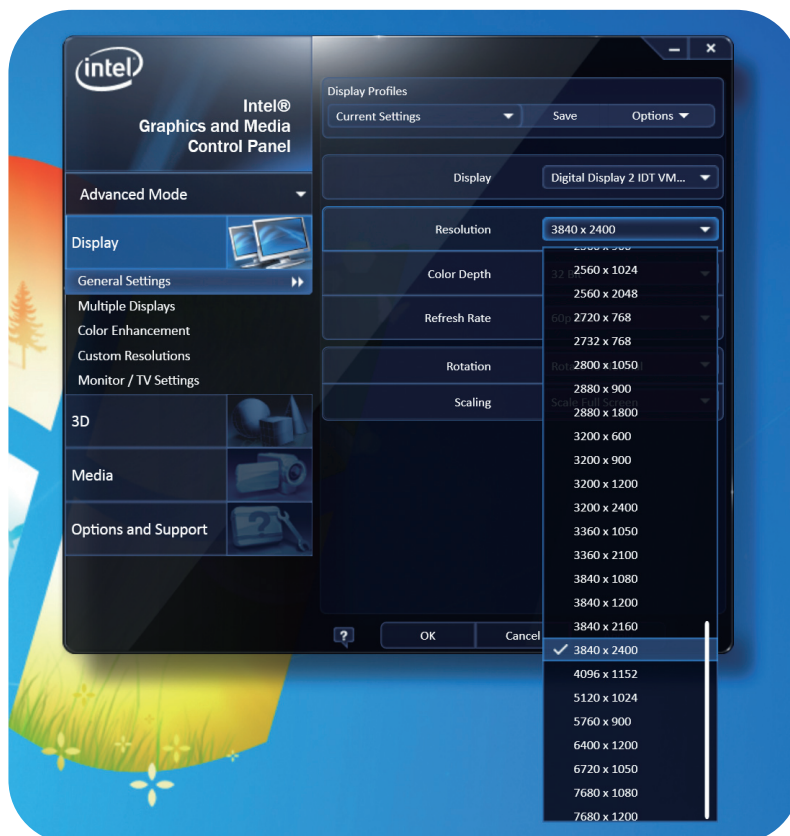 intel
Intel®
Graphics and Media
Control Panel
Advanced Mode
Display
General Settings
Multiple Displays
Color Enhancement
Custom Resolutions
Monitor / TV Settings
3D
Media
Options and Support
Display Profiles
Current Settings
Save
Options
Display
Digital Display 2 IDT VM...
Resolution
3840 x 2400
Color Depth
Refresh Rate
Rotation
Scaling
Scale Full Screen
2560 x 1024
2560 x 2048
2720 x 768
2732 x 768
2800 x 1050
2880 x 900
2880 x 1800
3200 x 600
3200 x 900
3200 x 1200
3200 x 2400
3360 x 1050
3360 x 2100
3840 x 1080
3840 x 1200
3840 x 2160
3840 x 2400
4096 x 1152
5120 x 1024
5760 x 900
6400 x 1200
6720 x 1050
7680 x 1080
7680 x 1200
?
OK
Cancel